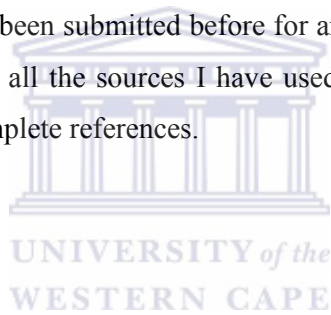 been submitted before for
all the sources I have used
plete references.
UNIVERSITY of the
WESTERN CAPE